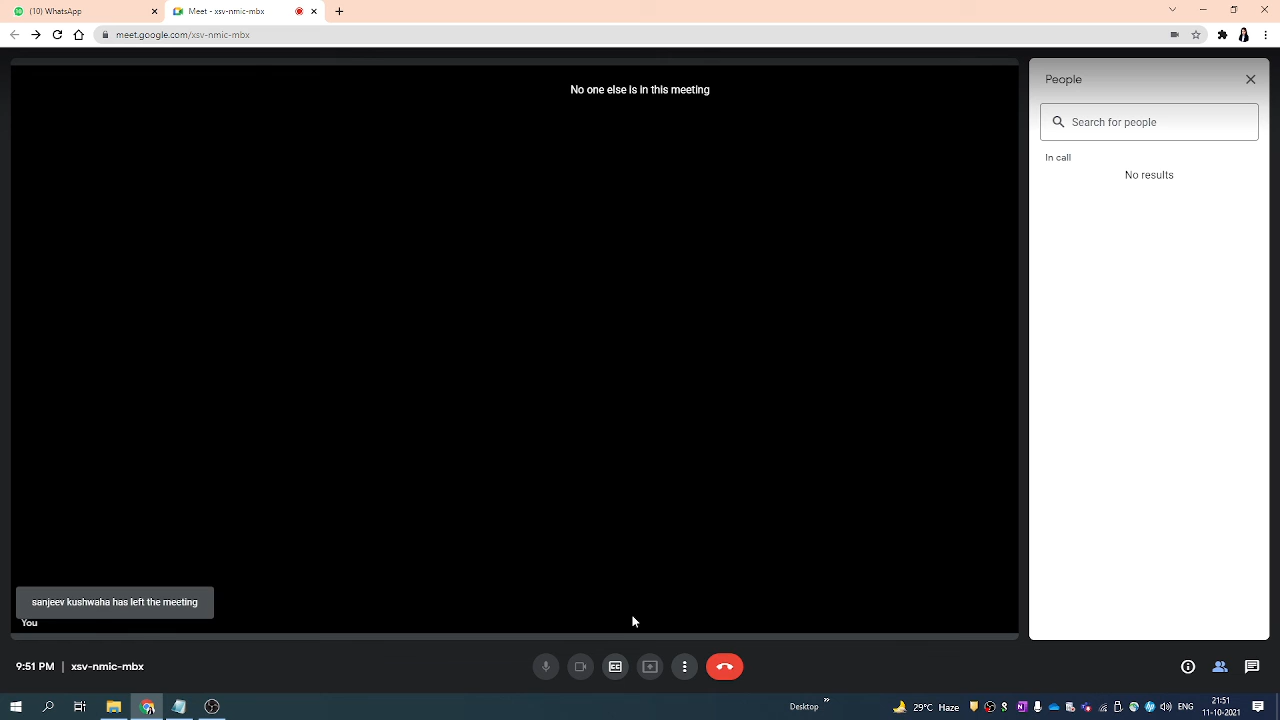 (10) WhatsApp
Meet - xsv-nmic-mbx
meet.google.com/xsv-nmic-mbx
No one else is in this meeting
People
Search for people
In call
No results
sanjeev kushwaha has left the meeting
You
9:51 PM | xsv-nmic-mbx
Desktop
29°C Haze
ENG
21:51
11-10-2021